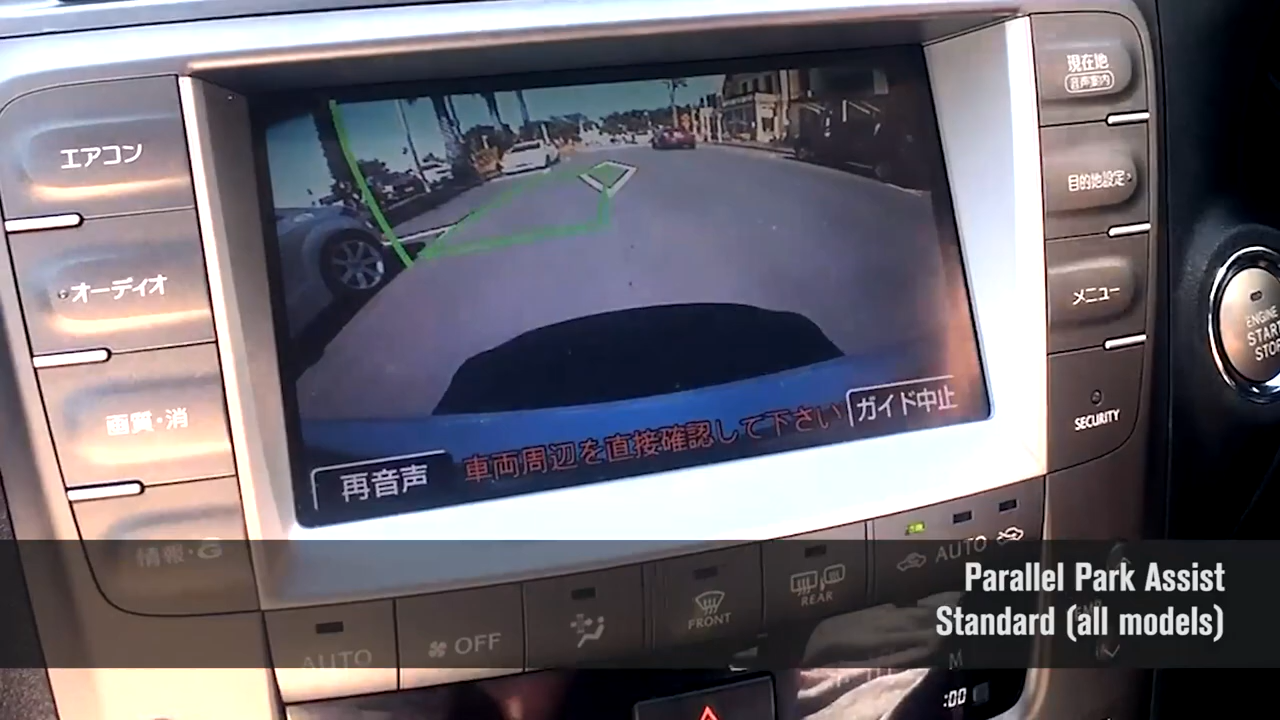 エアコン
オーディオ
画質・消
情報・G
現在地
音声案内
目的地設定
メニュー
SECURITY
ENGINE
START
STOP
再音声
車両周辺を直接確認して下さい
ガイド中止
AUTO
OFF
FRONT
REAR
AUTO
Parallel Park Assist
Standard (all models)
M
:00